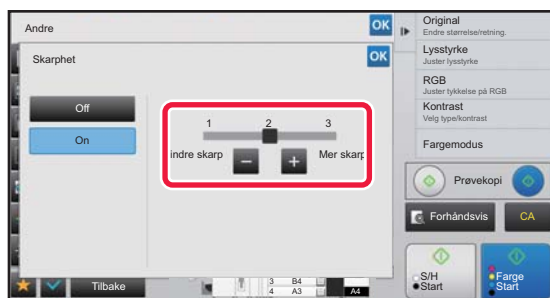 Andre
OK
Skarphet
OK
Off
On
1 2 3
indre skarp
Mer skarp
Tilbake
3 B4
4 A3
A4
Original
Endre størrelse/retning.
Lysstyrke
Juster lysstyrke
RGB
Juster tykkelse på RGB
Kontrast
Velg type/kontrast
Fargemodus
Prøvekopi
Forhåndsvis
CA
S/H
Start
Farge
Start